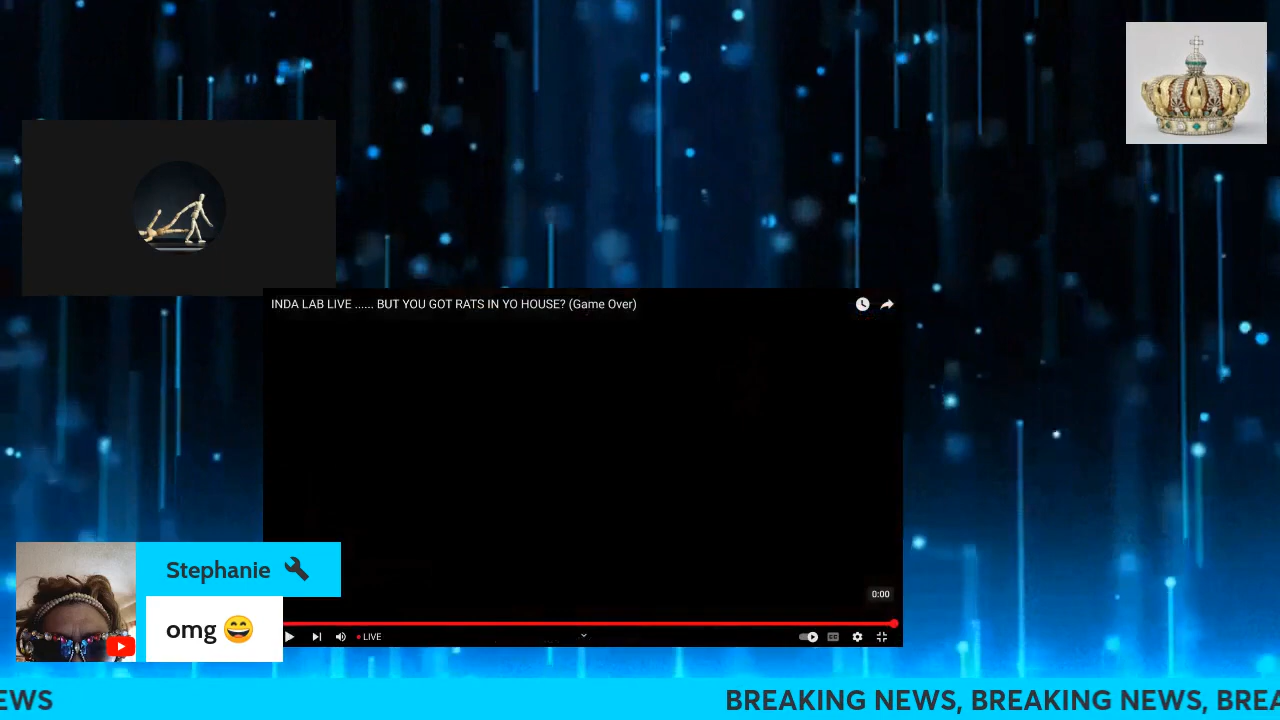 INDA LAB LIVE ...... BUT YOU GOT RATS IN YO HOUSE? (Game Over)
0:00
LIVE
CC
Stephanie
omg 😄
EWS
BREAKING NEWS, BREAKING NEWS, BREA